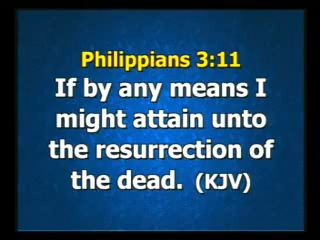 Philippians 3:11
If by any means I
might attain unto
the resurrection of
the dead. (KJV)